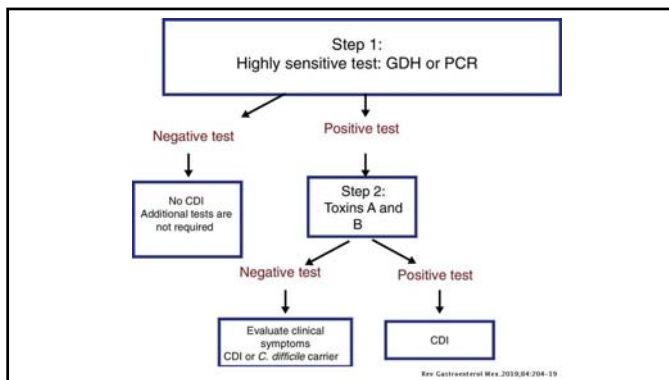 Step 1:
Highly sensitive test: GDH or PCR
Negative test
Positive test
No CDI
Additional tests are
not required
Step 2:
Toxins A and
B
Negative test
Positive test
Evaluate clinical
symptoms
CDI or C. difficile carrier
CDI
Rev Gastroenterol Mex.2019;84:204-19